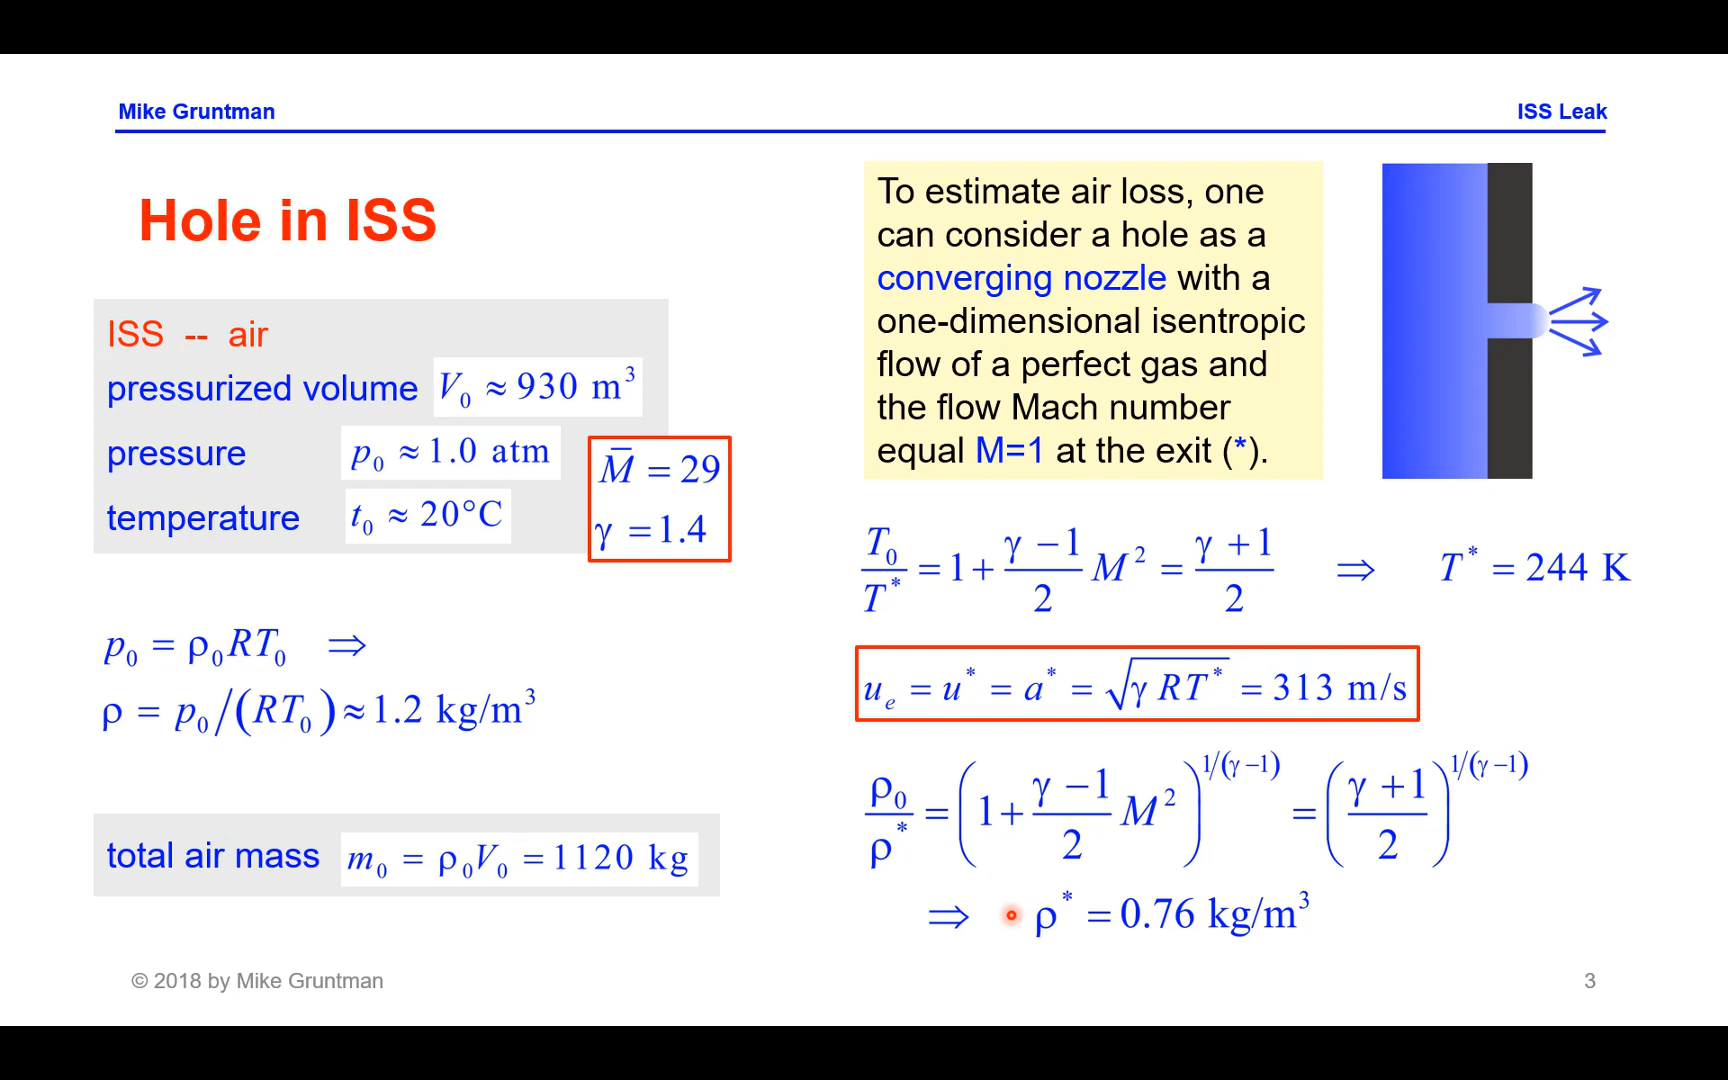 Mike Gruntman
ISS Leak
Hole in ISS
ISS -- air
pressurized volume V₀ ≈ 930 m³
pressure p₀ ≈ 1.0 atm
temperature t₀ ≈ 20°C
M̄ = 29
γ = 1.4
p₀ = ρ₀RT₀ ⇒
ρ = p₀/(RT₀) ≈ 1.2 kg/m³
total air mass m₀ = ρ₀V₀ = 1120 kg
To estimate air loss, one
can consider a hole as a
converging nozzle with a
one-dimensional isentropic
flow of a perfect gas and
the flow Mach number
equal M=1 at the exit (*).
T₀/T* = 1 + (γ − 1)/2 M² = (γ + 1)/2 ⇒ T* = 244 K
uₑ = u* = a* = √(γ RT*) = 313 m/s
ρ₀/ρ* = (1 + (γ − 1)/2 M²)^(1/(γ−1)) = ((γ + 1)/2)^(1/(γ−1))
⇒ ρ* = 0.76 kg/m³
© 2018 by Mike Gruntman
3